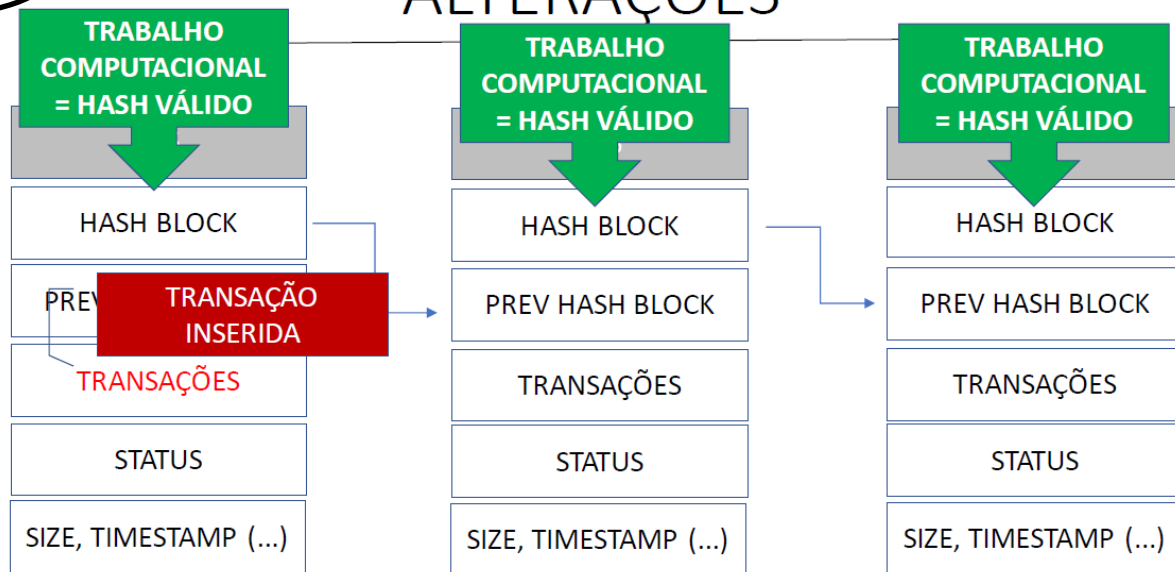 ALTERAÇÕES
TRABALHO
COMPUTACIONAL
= HASH VÁLIDO
TRABALHO
COMPUTACIONAL
= HASH VÁLIDO
TRABALHO
COMPUTACIONAL
= HASH VÁLIDO
HASH BLOCK
HASH BLOCK
HASH BLOCK
TRANSAÇÃO
INSERIDA
PREV HASH BLOCK
PREV HASH BLOCK
TRANSAÇÕES
TRANSAÇÕES
TRANSAÇÕES
STATUS
STATUS
STATUS
SIZE, TIMESTAMP (...)
SIZE, TIMESTAMP (...)
SIZE, TIMESTAMP (...)